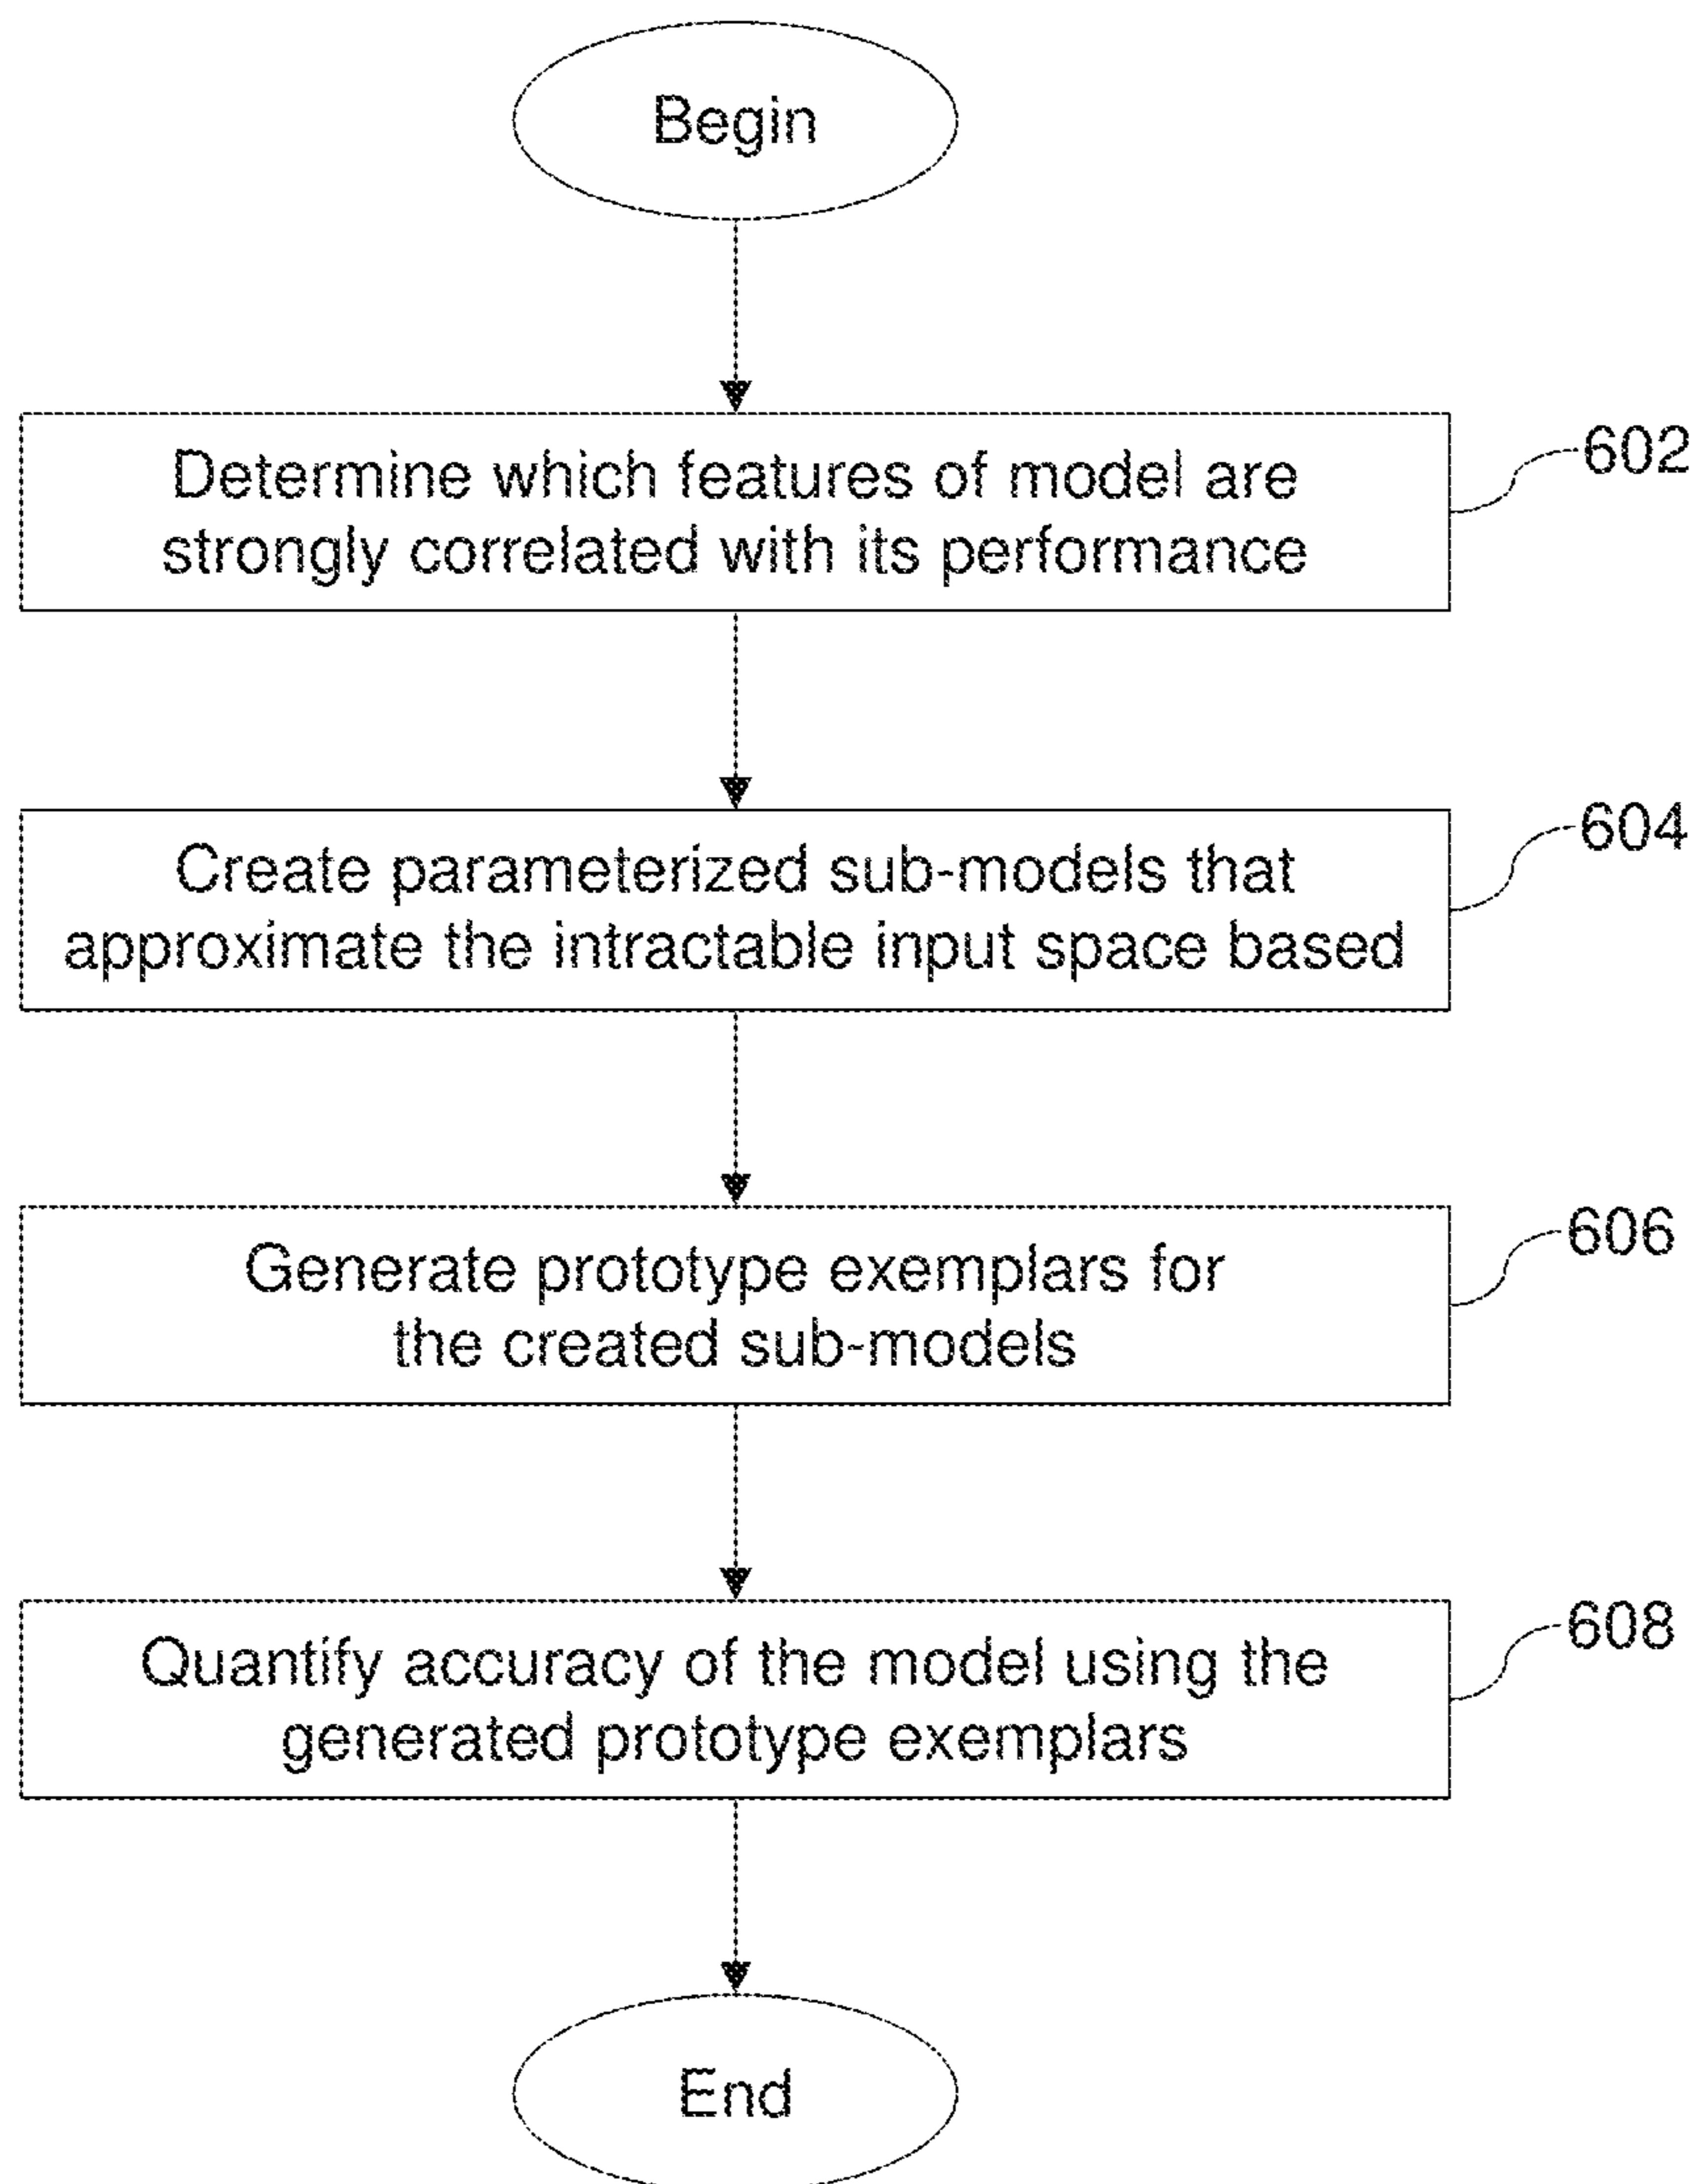 Begin
Determine which features of model are
strongly correlated with its performance
602
Create parameterized sub-models that
approximate the intractable input space based
604
Generate prototype exemplars for
the created sub-models
606
Quantify accuracy of the model using the
generated prototype exemplars
608
End